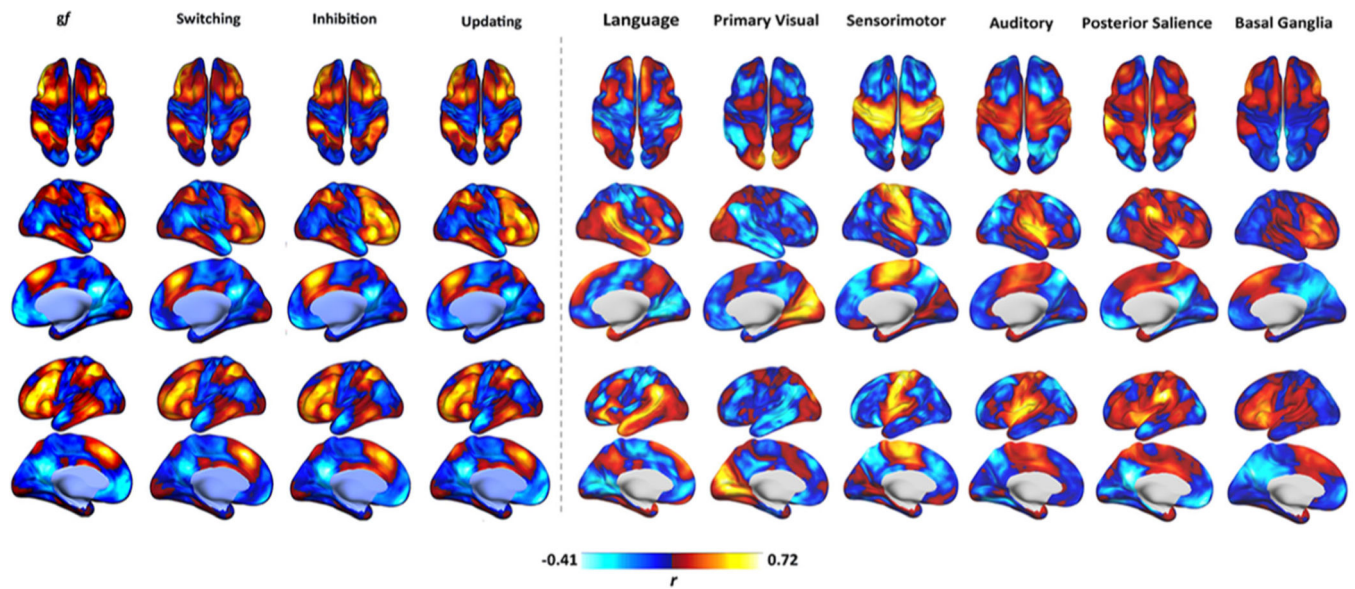 gf Switching Inhibition Updating Language Primary Visual Sensorimotor Auditory Posterior Salience Basal Ganglia
-0.41 0.72
r